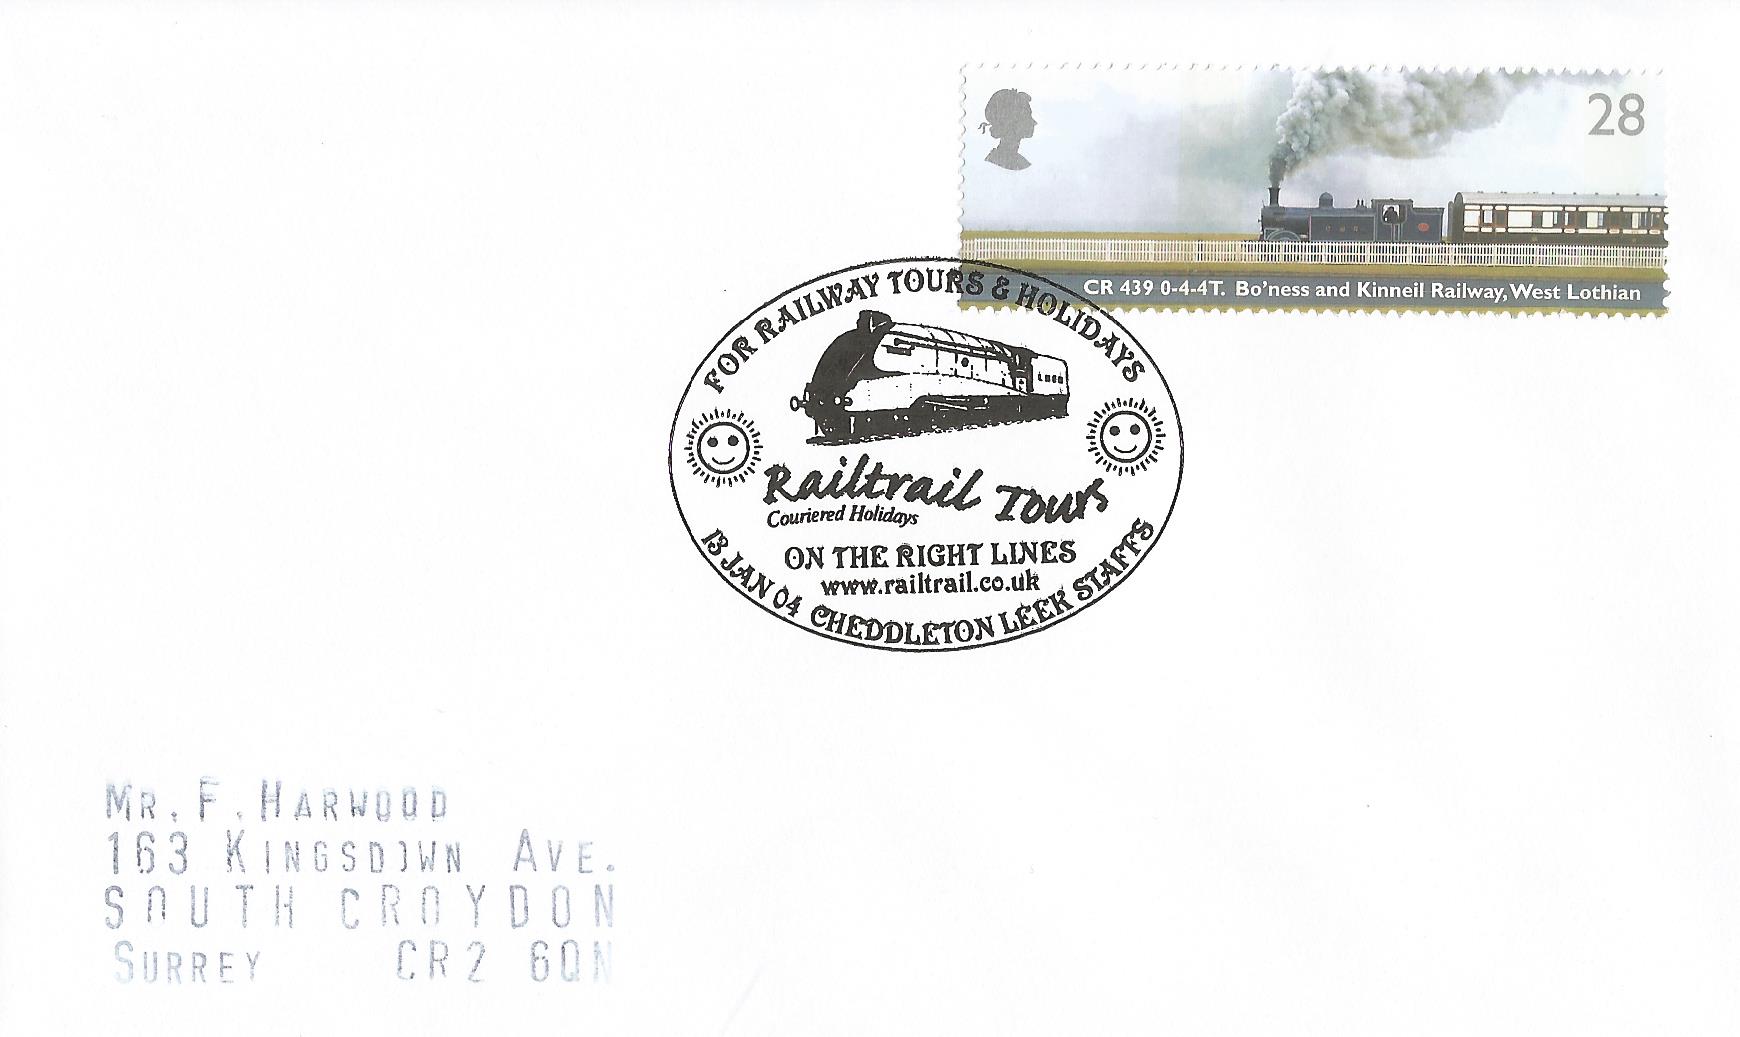 28
CR 439 0-4-4T. Bo'ness and Kinneil Railway, West Lothian
FOR RAILWAY TOURS & HOLIDAYS
Railtrail Tours
Couriered Holidays
ON THE RIGHT LINES
www.railtrail.co.uk
13 JAN 04 CHEDDLETON LEEK STAFFS
MR. F. HARWOOD
163 KINGSDOWN AVE.
SOUTH CROYDON
SURREY CR2 6QN